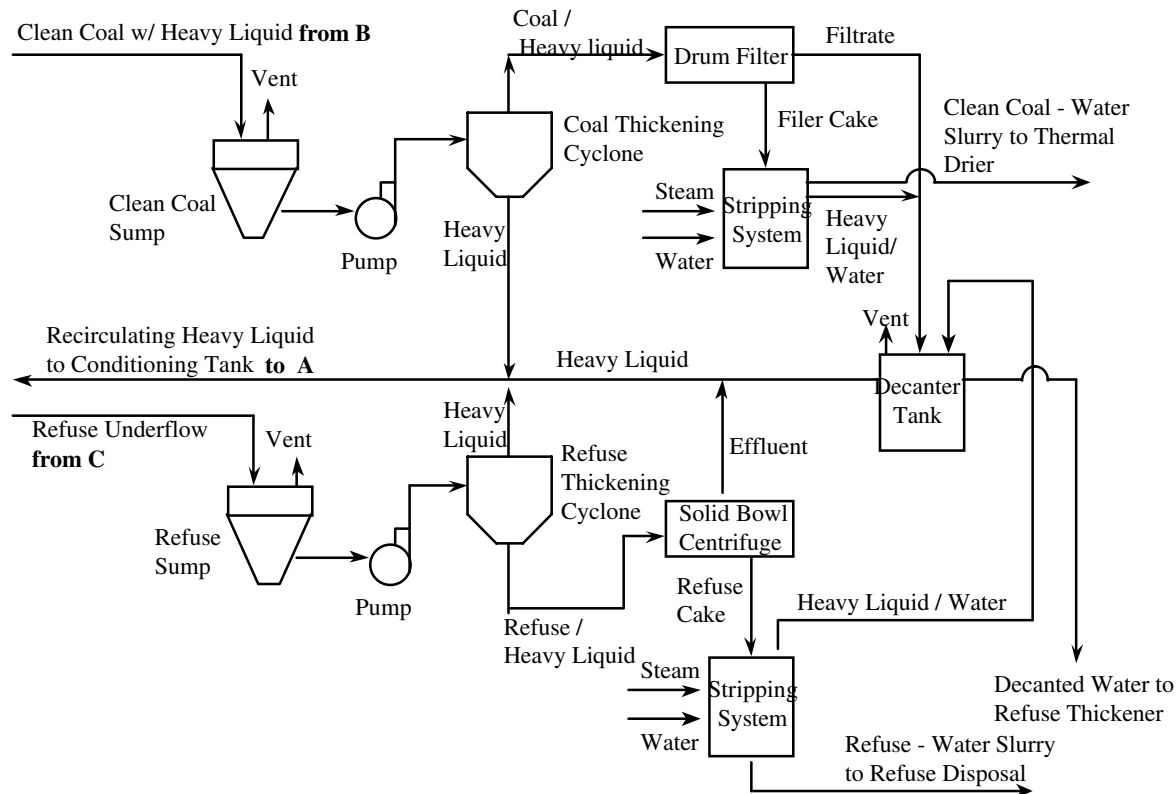 Clean Coal w/ Heavy Liquid from B
Vent
Clean Coal
Sump
Pump
Coal /
Heavy liquid
Coal Thickening
Cyclone
Heavy
Liquid
Drum Filter
Filtrate
Filer Cake
Steam
Water
Stripping
System
Heavy
Liquid/
Water
Clean Coal - Water
Slurry to Thermal
Drier
Recirculating Heavy Liquid
to Conditioning Tank to A
Heavy Liquid
Vent
Decanter
Tank
Refuse Underflow
from C
Vent
Refuse
Sump
Pump
Heavy
Liquid
Refuse
Thickening
Cyclone
Refuse /
Heavy Liquid
Effluent
Solid Bowl
Centrifuge
Refuse
Cake
Heavy Liquid / Water
Steam
Water
Stripping
System
Decanted Water to
Refuse Thickener
Refuse - Water Slurry
to Refuse Disposal